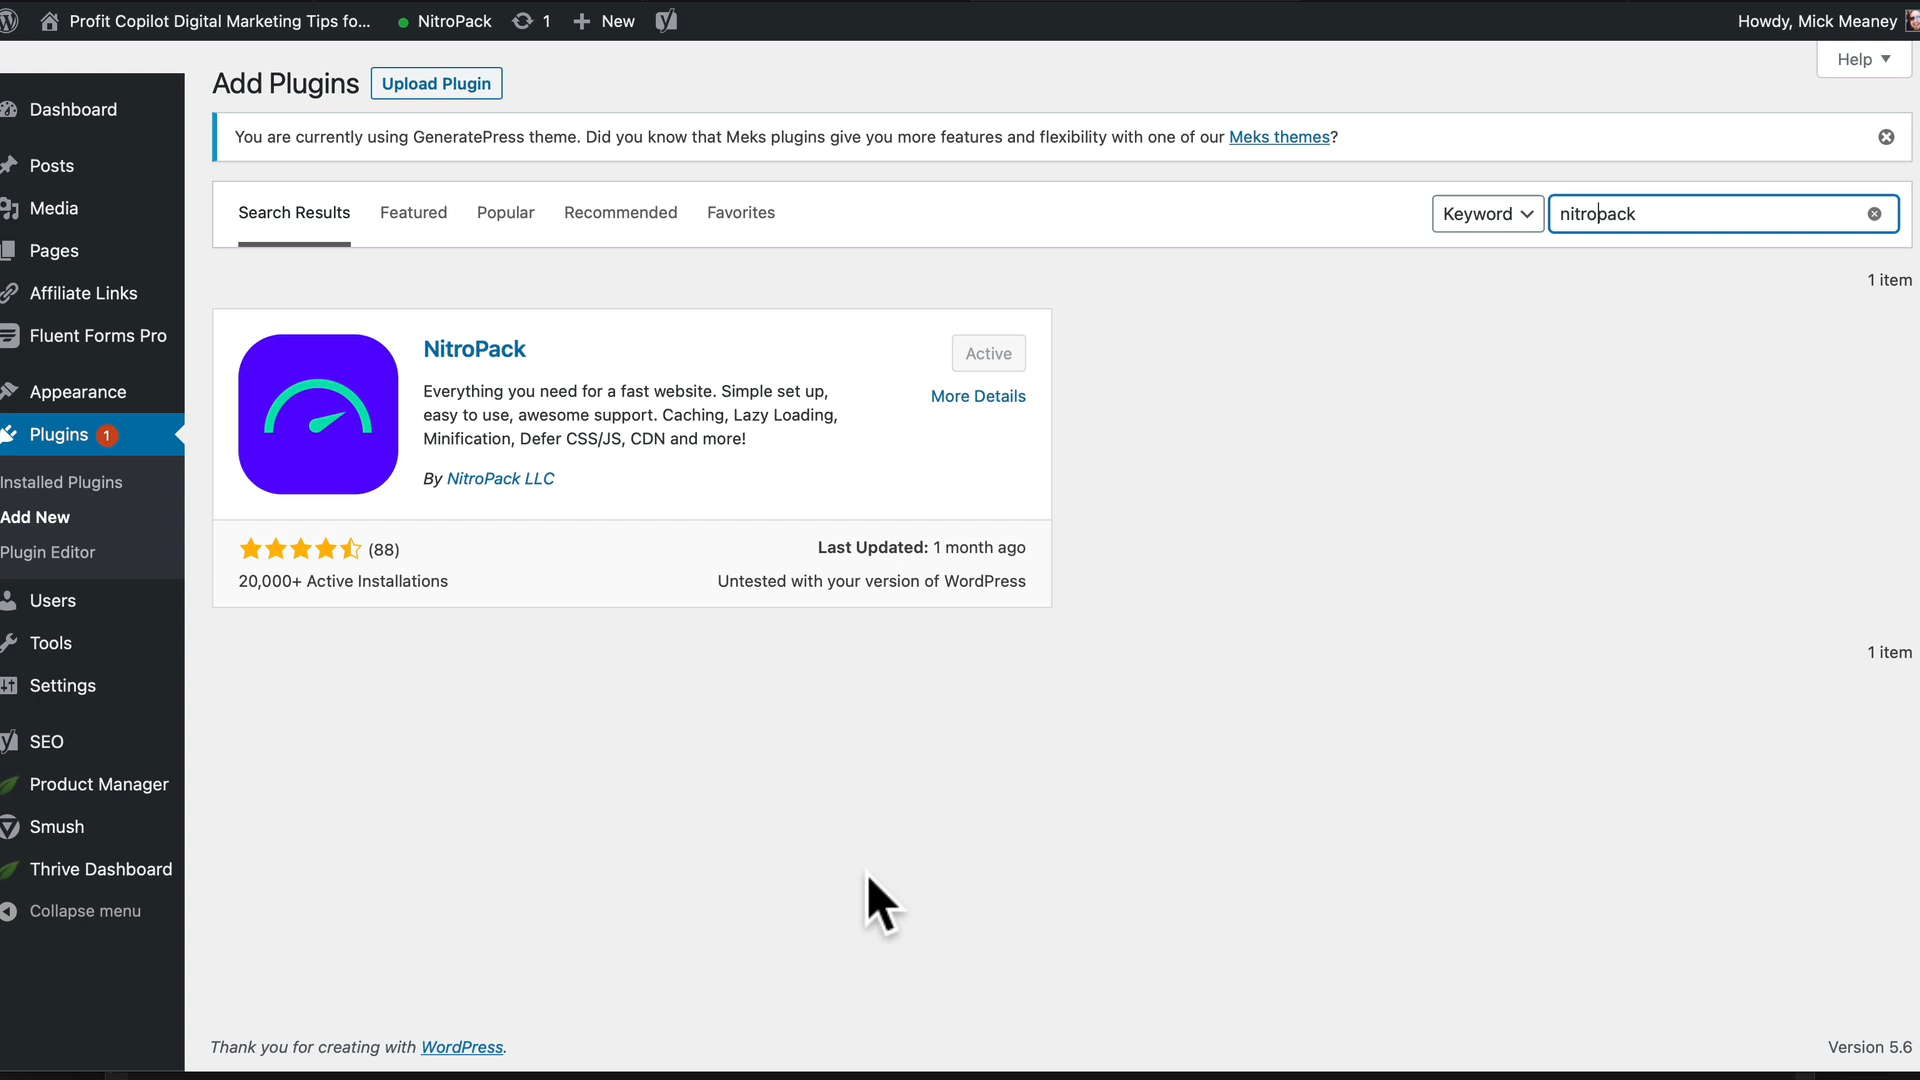 Profit Copilot Digital Marketing Tips fo...
NitroPack
1
New
Howdy, Mick Meaney
Help
Add Plugins
Upload Plugin
You are currently using GeneratePress theme. Did you know that Meks plugins give you more features and flexibility with one of our Meks themes?
Search Results
Featured
Popular
Recommended
Favorites
Keyword
nitropack
1 item
Dashboard
Posts
Media
Pages
Affiliate Links
Fluent Forms Pro
Appearance
Plugins 1
Installed Plugins
Add New
Plugin Editor
Users
Tools
Settings
SEO
Product Manager
Smush
Thrive Dashboard
Collapse menu
NitroPack
Active
More Details
Everything you need for a fast website. Simple set up,
easy to use, awesome support. Caching, Lazy Loading,
Minification, Defer CSS/JS, CDN and more!
By NitroPack LLC
(88)
20,000+ Active Installations
Last Updated: 1 month ago
Untested with your version of WordPress
1 item
Thank you for creating with WordPress.
Version 5.6